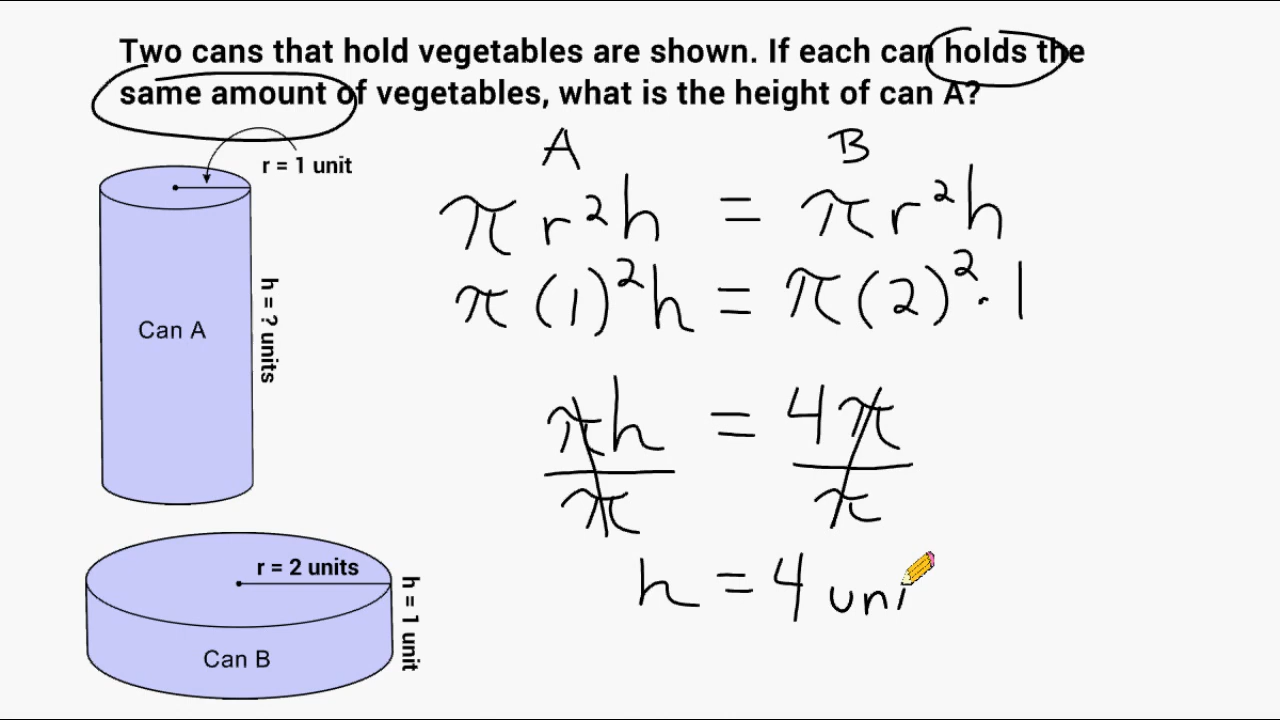 Two cans that hold vegetables are shown. If each can holds the
same amount of vegetables, what is the height of can A?
r = 1 unit
h = ? units
Can A
r = 2 units
h = 1 unit
Can B
A B
π r²h = πr²h
π(1)²h = π(2)²·1
πh = 4π
π π
h = 4 uni